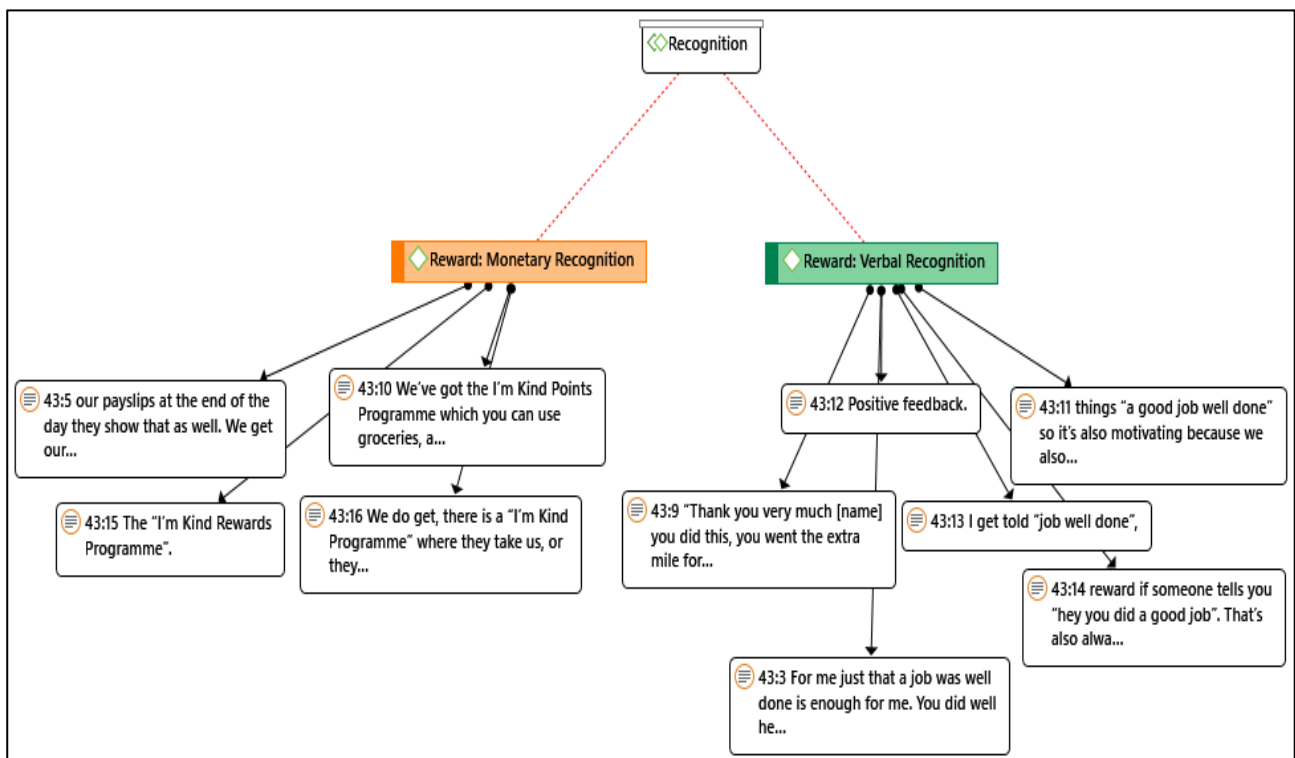 Recognition
Reward: Monetary Recognition
Reward: Verbal Recognition
43:5 our payslips at the end of the
day they show that as well. We get
our...
43:10 We've got the I'm Kind Points
Programme which you can use
groceries, a...
43:12 Positive feedback.
43:11 things "a good job well done"
so it's also motivating because we
also...
43:15 The "I'm Kind Rewards
Programme".
43:16 We do get, there is a "I'm Kind
Programme" where they take us, or
they...
43:9 "Thank you very much [name]
you did this, you went the extra
mile for...
43:13 I get told "job well done",
43:14 reward if someone tells you
"hey you did a good job". That's
also alwa...
43:3 For me just that a job was well
done is enough for me. You did well
he...